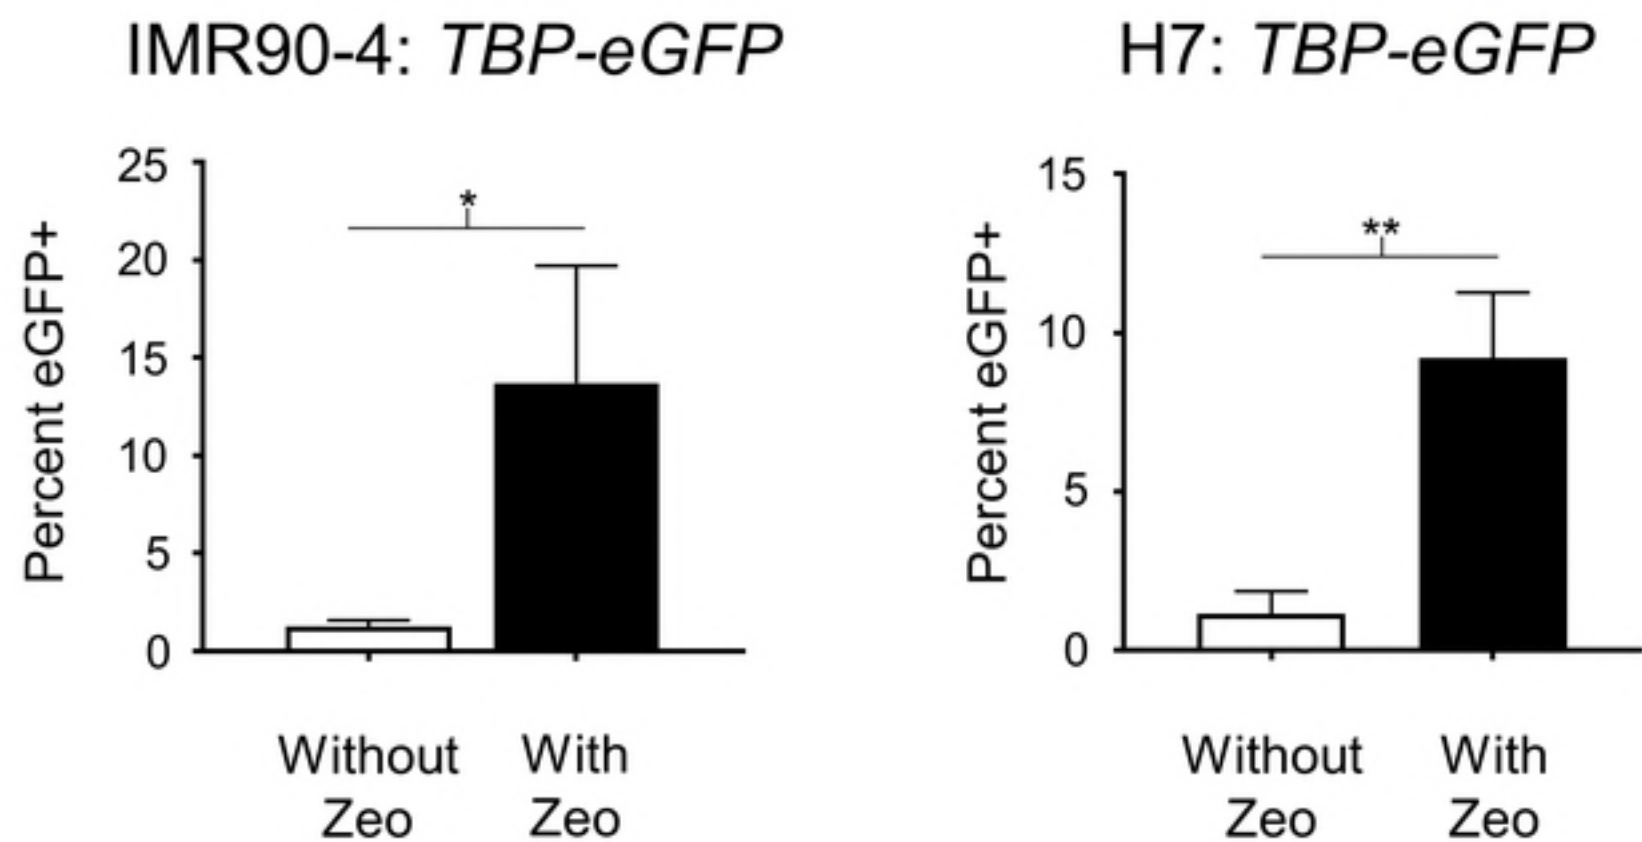 IMR90-4: TBP-eGFP
Percent eGFP+
25
20
15
10
5
0
*
Without Zeo
With Zeo
H7: TBP-eGFP
Percent eGFP+
15
10
5
0
**
Without Zeo
With Zeo